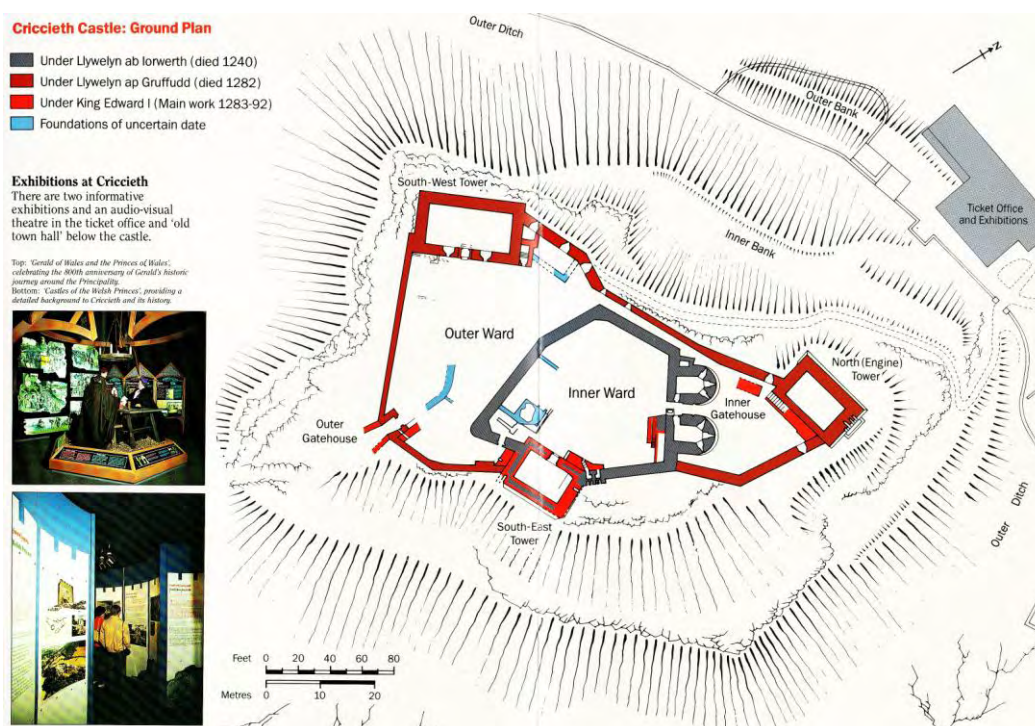 Criccieth Castle: Ground Plan
Under Llywelyn ab Iorwerth (died 1240)
Under Llywelyn ap Gruffudd (died 1282)
Under King Edward I (Main work 1283-92)
Foundations of uncertain date
Exhibitions at Criccieth
There are two informative
exhibitions and an audio-visual
theatre in the ticket office and 'old
town hall' below the castle.
Top: 'Gerald of Wales and the Princes of Wales',
celebrating the 800th anniversary of Gerald's historic
journey around the Principality.
Bottom: 'Castles of the Welsh Princes', providing a
detailed background to Criccieth and its history.
Outer Ditch
N
Outer Bank
Ticket Office
and Exhibitions
South-West Tower
Inner Bank
Outer Ward
North (Engine)
Tower
Inner Ward
Inner
Gatehouse
Outer
Gatehouse
South-East
Tower
Outer Ditch
Feet 0 20 40 60 80
Metres 0 10 20